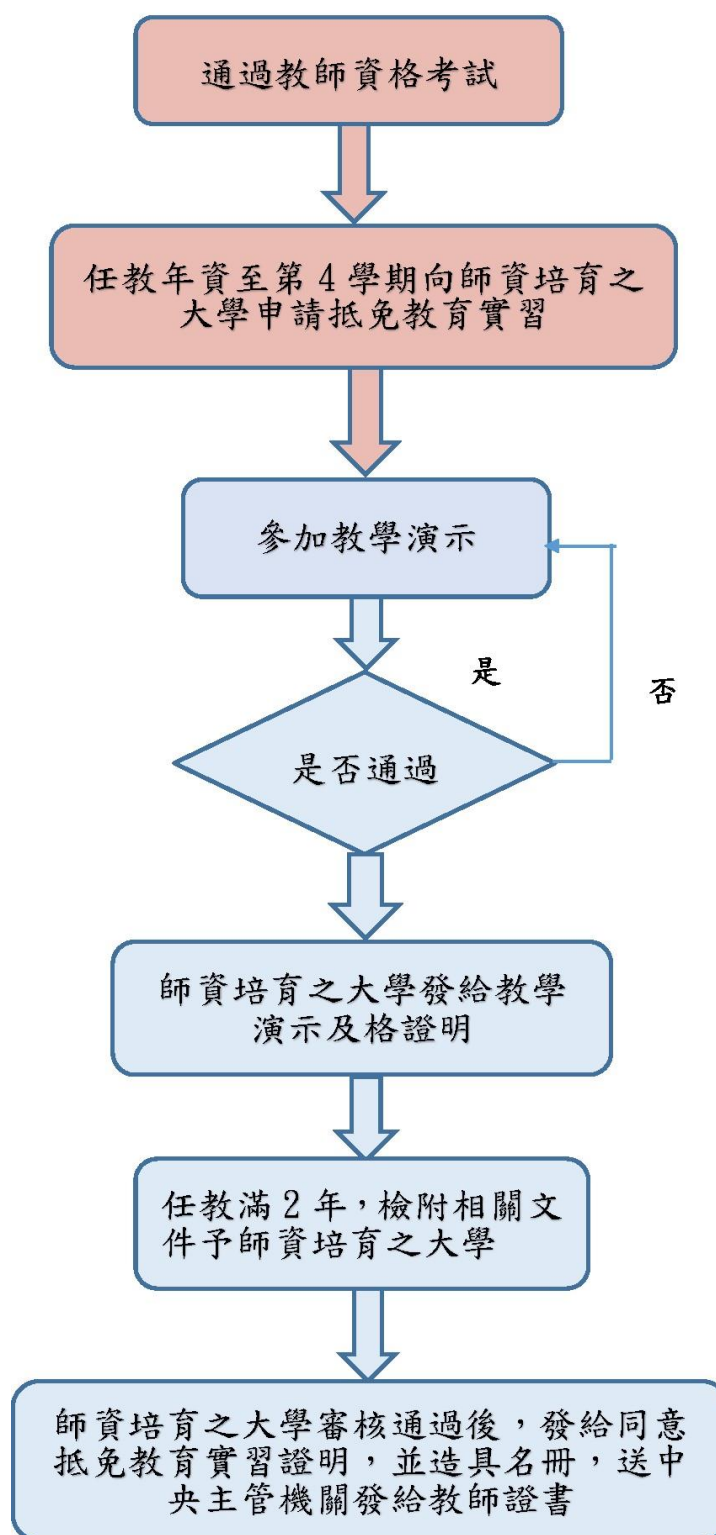 通過教師資格考試
任教年資至第4學期向師資培育之
大學申請抵免教育實習
參加教學演示
是
否
是否通過
師資培育之大學發給教學
演示及格證明
任教滿2年，檢附相關文
件予師資培育之大學
師資培育之大學審核通過後，發給同意
抵免教育實習證明，並造具名冊，送中
央主管機關發給教師證書